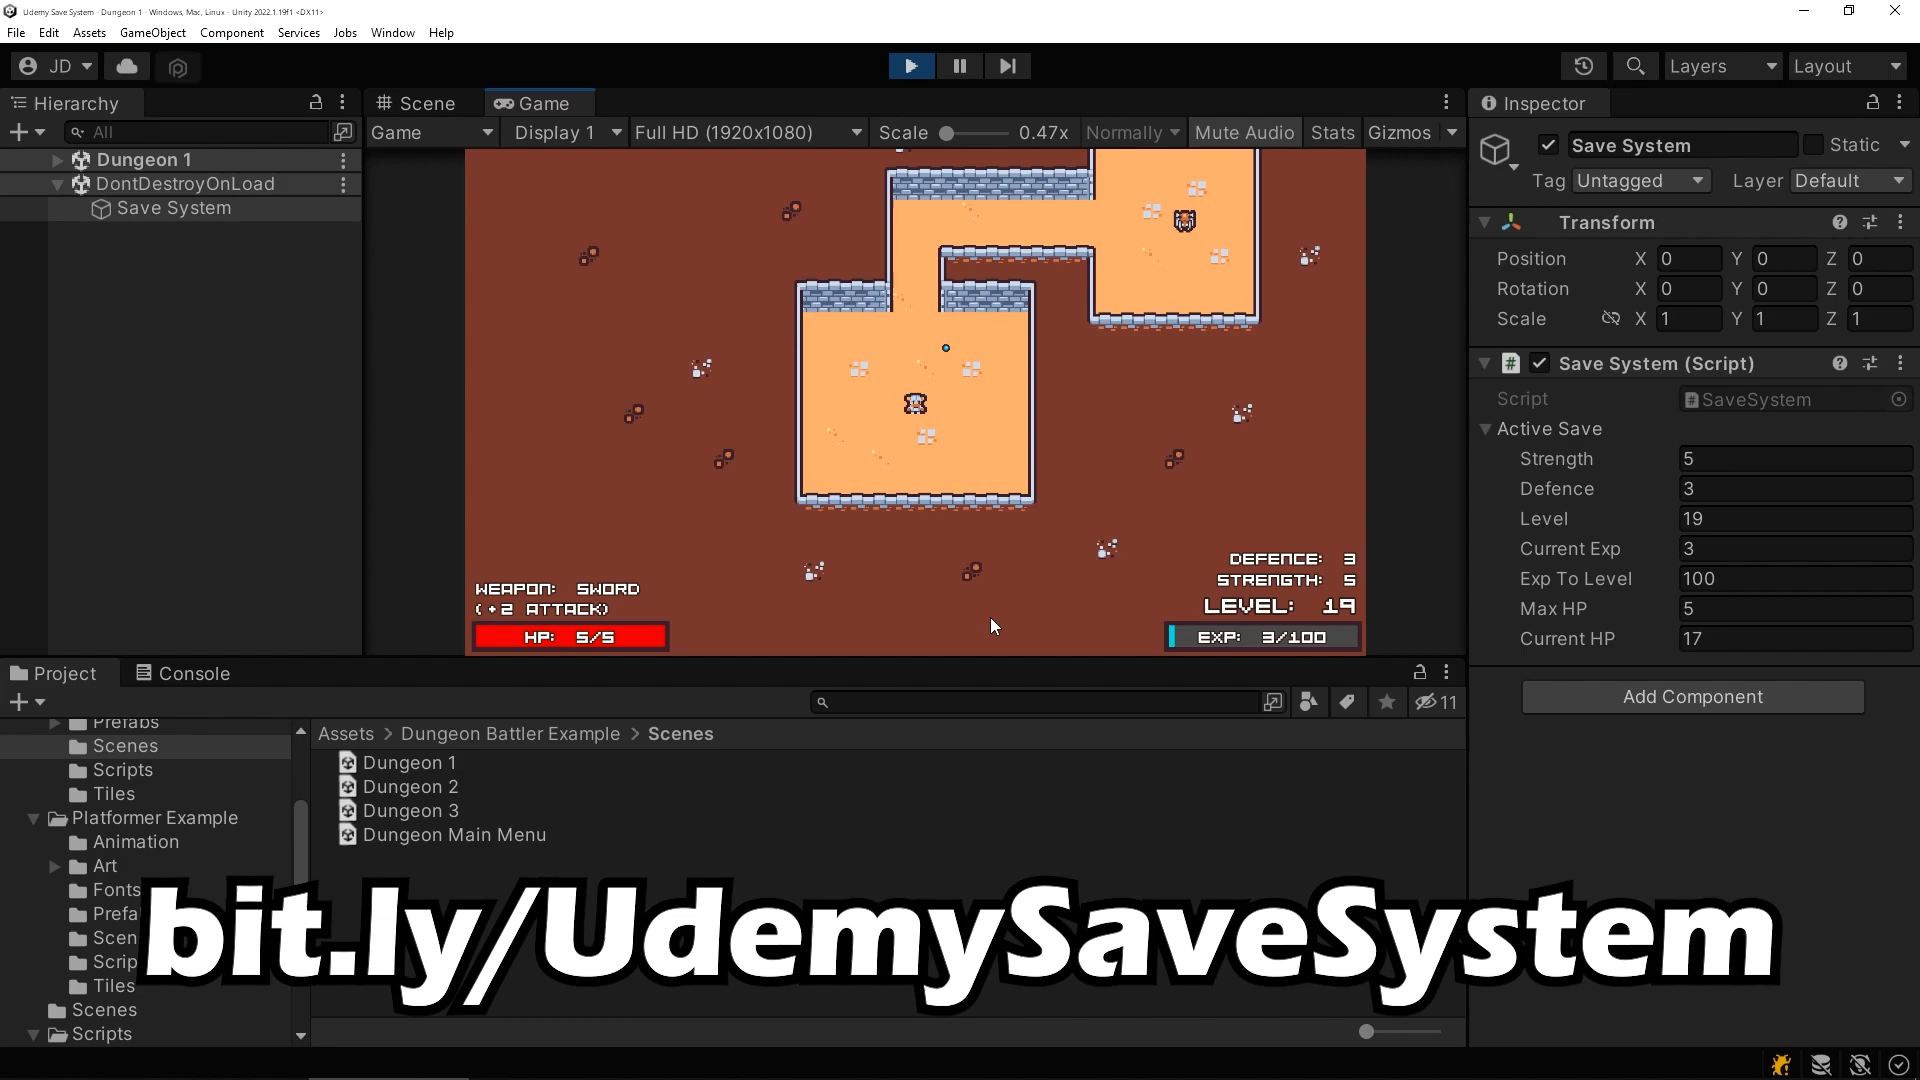 Udemy Save System - Dungeon 1 - Windows, Mac, Linux - Unity 2022.1.19f1 <DX11>
File Edit Assets GameObject Component Services Jobs Window Help
JD
Layers
Layout
Hierarchy
All
Dungeon 1
DontDestroyOnLoad
Save System
Scene
Game
Game
Display 1
Full HD (1920x1080)
Scale
0.47x
Normally
Mute Audio
Stats
Gizmos
WEAPON: SWORD
(+2 ATTACK)
HP: 5/5
DEFENCE: 3
STRENGTH: 5
LEVEL: 19
EXP: 3/100
Inspector
Save System
Static
Tag Untagged
Layer Default
Transform
Position X 0 Y 0 Z 0
Rotation X 0 Y 0 Z 0
Scale X 1 Y 1 Z 1
# Save System (Script)
Script # SaveSystem
Active Save
Strength 5
Defence 3
Level 19
Current Exp 3
Exp To Level 100
Max HP 5
Current HP 17
Add Component
Project
Console
11
Prefabs
Scenes
Scripts
Tiles
Platformer Example
Animation
Art
Fonts
Prefa
Scen
Scrip
Tiles
Scenes
Scripts
Assets > Dungeon Battler Example > Scenes
Dungeon 1
Dungeon 2
Dungeon 3
Dungeon Main Menu
bit.ly/UdemySaveSystem